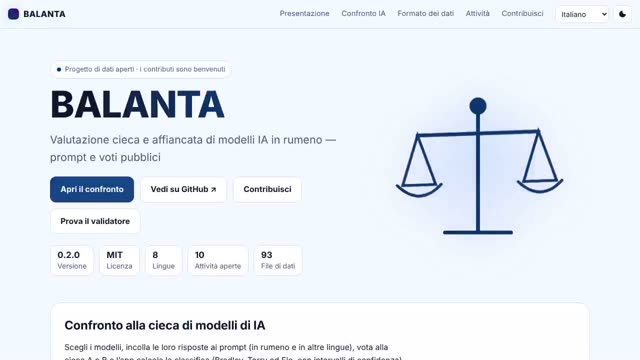 BALANTA
Presentazione
Confronto IA
Formato dei dati
Attività
Contribuisci
Italiano
Progetto di dati aperti · i contributi sono benvenuti
BALANTA
Valutazione cieca e affiancata di modelli IA in rumeno —
prompt e voti pubblici
Apri il confronto
Vedi su GitHub ↗
Contribuisci
Prova il validatore
0.2.0
Versione
MIT
Licenza
8
Lingue
10
Attività aperte
93
File di dati
Confronto alla cieca di modelli di IA
Scegli i modelli, incolla le loro risposte ai prompt (in rumeno e in altre lingue), vota alla